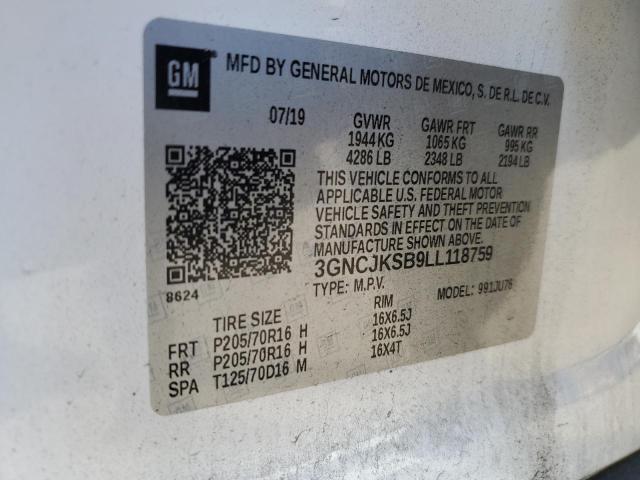 GM
MFD BY GENERAL MOTORS DE MEXICO, S. DE R.L. DE C.V.
07/19 GVWR GAWR FRT GAWR RR
1944 KG 1065 KG 995 KG
4286 LB 2348 LB 2194 LB
THIS VEHICLE CONFORMS TO ALL
APPLICABLE U.S. FEDERAL MOTOR
VEHICLE SAFETY AND THEFT PREVENTION
STANDARDS IN EFFECT ON THE DATE OF
MANUFACTURE SHOWN ABOVE.
3GNCJKSB9LL118759
8624
TYPE: M.P.V. MODEL: 991JU76
TIRE SIZE RIM
FRT P205/70R16 H 16X6.5J
RR P205/70R16 H 16X6.5J
SPA T125/70D16 M 16X4T